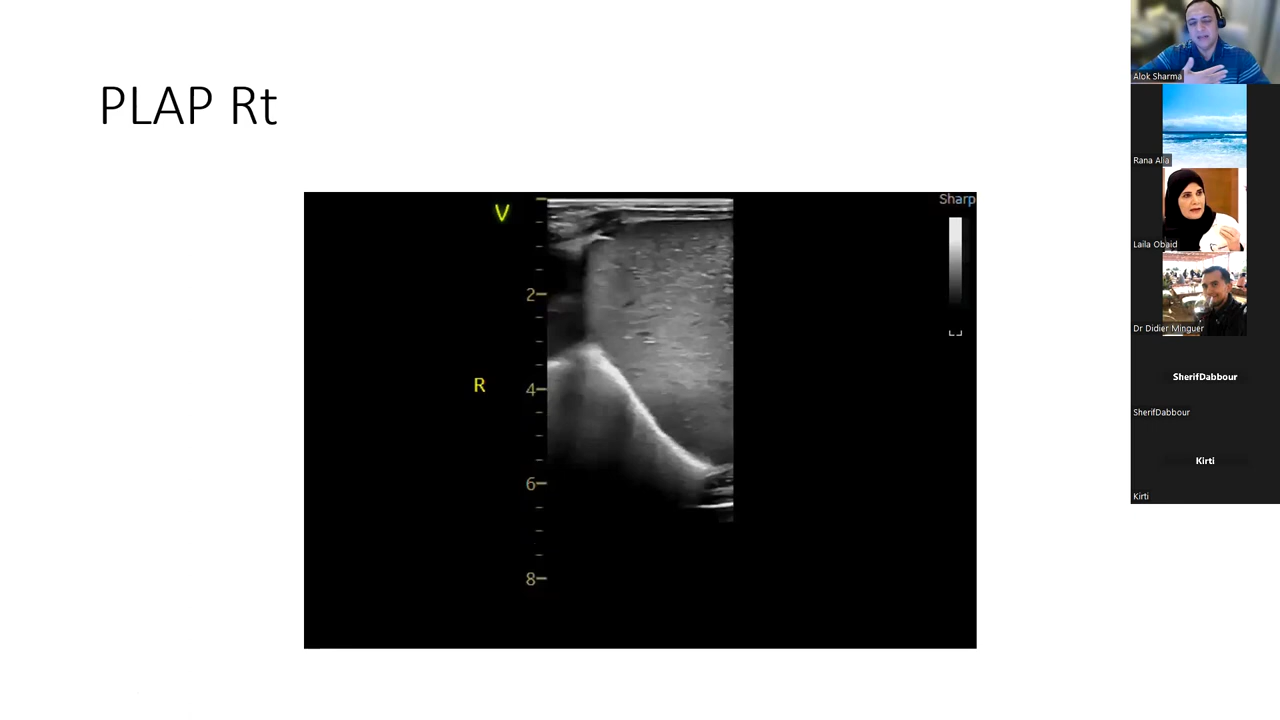 PLAP Rt
Sharp
V
2
R
4
6
8
Alok Sharma
Rana Alia
Laila Obaid
Dr Didier Minguer
SherifDabbour
SherifDabbour
Kirti
Kirti